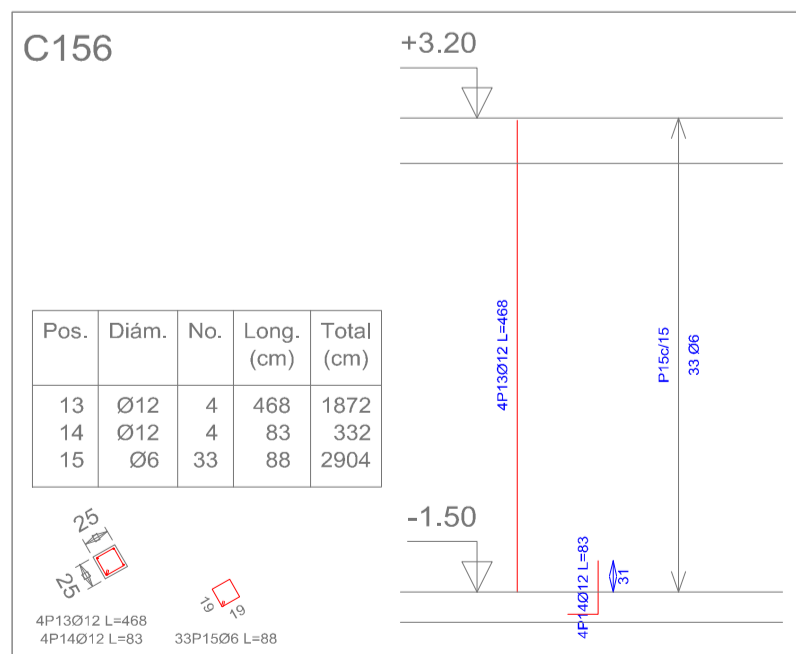 C156
+3.20
Pos. Diám. No. Long. (cm) Total (cm)
13 Ø12 4 468 1872
14 Ø12 4 83 332
15 Ø6 33 88 2904
4P13Ø12 L=468
P15c/15
33 Ø6
-1.50
4P14Ø12 L=83
31
25
25
4P13Ø12 L=468
4P14Ø12 L=83
19
19
33P15Ø6 L=88